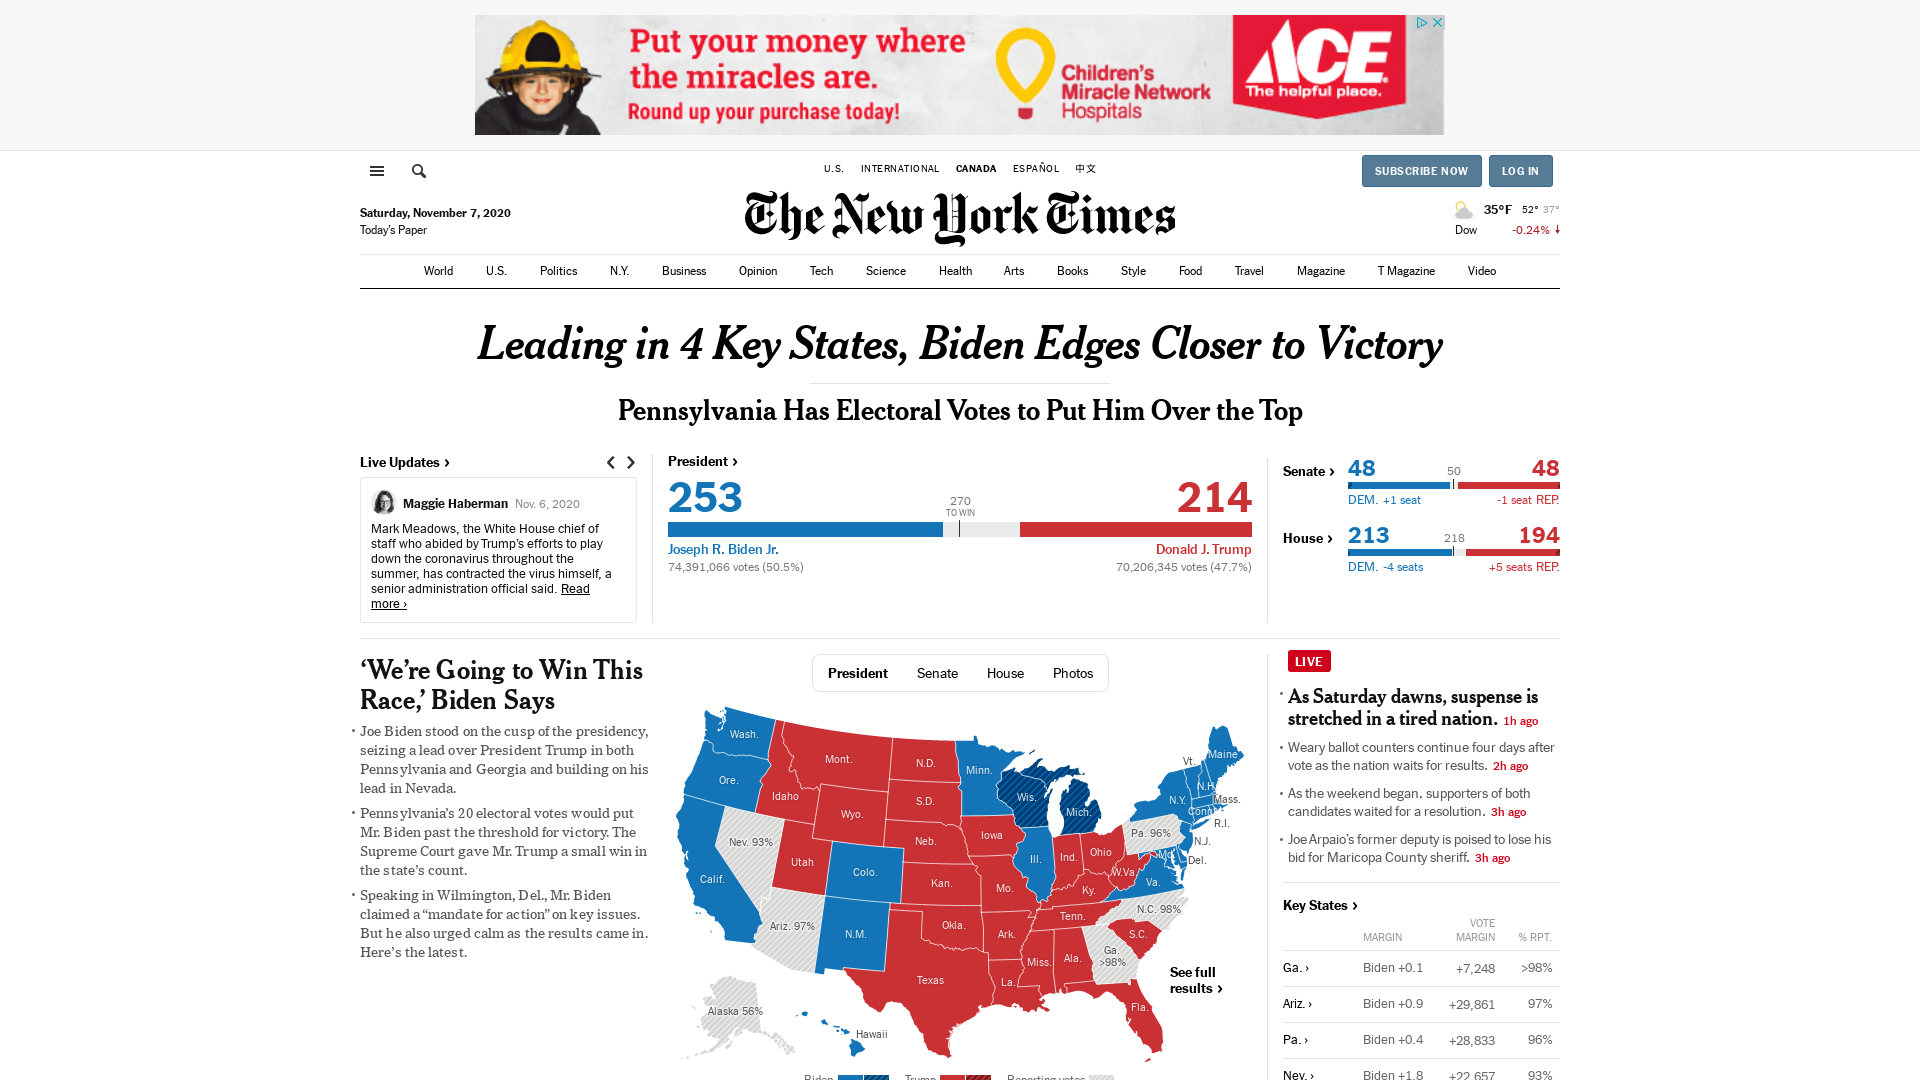 Put your money where
the miracles are.
Round up your purchase today!
Children's
Miracle Network
Hospitals
ACE
The helpful place.
U.S. INTERNATIONAL CANADA ESPAÑOL 中文
SUBSCRIBE NOW LOG IN
The New York Times
Saturday, November 7, 2020
Today's Paper
35°F 52° 37°
Dow -0.24% ↓
World U.S. Politics N.Y. Business Opinion Tech Science Health Arts Books Style Food Travel Magazine T Magazine Video
Leading in 4 Key States, Biden Edges Closer to Victory
Pennsylvania Has Electoral Votes to Put Him Over the Top
Live Updates ›
Maggie Haberman Nov. 6, 2020
Mark Meadows, the White House chief of
staff who abided by Trump's efforts to play
down the coronavirus throughout the
summer, has contracted the virus himself, a
senior administration official said. Read
more ›
President ›
253 214
270
TO WIN
Joseph R. Biden Jr. Donald J. Trump
74,391,066 votes (50.5%) 70,206,345 votes (47.7%)
Senate › 48 50 48
DEM. +1 seat -1 seat REP.
House › 213 218 194
DEM. -4 seats +5 seats REP.
‘We're Going to Win This
Race,’ Biden Says
• Joe Biden stood on the cusp of the presidency,
seizing a lead over President Trump in both
Pennsylvania and Georgia and building on his
lead in Nevada.
• Pennsylvania's 20 electoral votes would put
Mr. Biden past the threshold for victory. The
Supreme Court gave Mr. Trump a small win in
the state's count.
• Speaking in Wilmington, Del., Mr. Biden
claimed a “mandate for action” on key issues.
But he also urged calm as the results came in.
Here's the latest.
President Senate House Photos
Wash.
Ore.
Calif.
Nev. 93%
Idaho
Mont.
Wyo.
Utah
Ariz. 97%
Colo.
N.M.
N.D.
S.D.
Neb.
Kan.
Okla.
Texas
Minn.
Iowa
Mo.
Ark.
La.
Wis.
Ill.
Mich.
Ind.
Ohio
Ky.
Tenn.
Miss.
Ala.
Ga.
>98%
Fla.
S.C.
N.C. 98%
Va.
W.Va.
Md.
Del.
Pa. 96%
N.J.
N.Y.
Conn.
R.I.
Mass.
Vt.
N.H.
Maine
Alaska 56%
Hawaii
See full
results ›
Biden Trump Reporting votes
LIVE
• As Saturday dawns, suspense is
stretched in a tired nation. 1h ago
• Weary ballot counters continue four days after
vote as the nation waits for results. 2h ago
• As the weekend began, supporters of both
candidates waited for a resolution. 3h ago
• Joe Arpaio's former deputy is poised to lose his
bid for Maricopa County sheriff. 3h ago
Key States ›
MARGIN VOTE MARGIN % RPT.
Ga. › Biden +0.1 +7,248 >98%
Ariz. › Biden +0.9 +29,861 97%
Pa. › Biden +0.4 +28,833 96%
Nev. › Biden +1.8 +22,657 93%